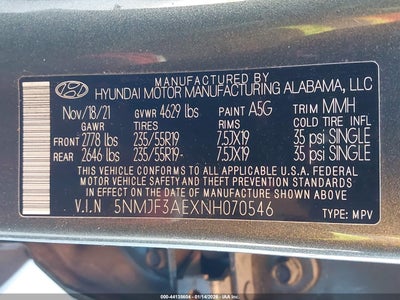 MANUFACTURED BY
HYUNDAI MOTOR MANUFACTURING ALABAMA, LLC
Nov/18/21 GVWR 4629 lbs PAINT A5G TRIM MMH
GAWR TIRES RIMS COLD TIRE INFL
FRONT 2778 lbs 235/55R19 7.5JX19 35 psi SINGLE
REAR 2646 lbs 235/55R19- 7.5JX19 35 psi SINGLE
THIS VEHICLE CONFORMS TO ALL APPLICABLE U.S.A. FEDERAL
MOTOR VEHICLE SAFETY, BUMPER AND THEFT PREVENTION STANDARDS
IN EFFECT ON THE DATE OF MANUFACTURE SHOWN ABOVE.
V.I.N 5NMJF3AEXNH070546 TYPE: MPV